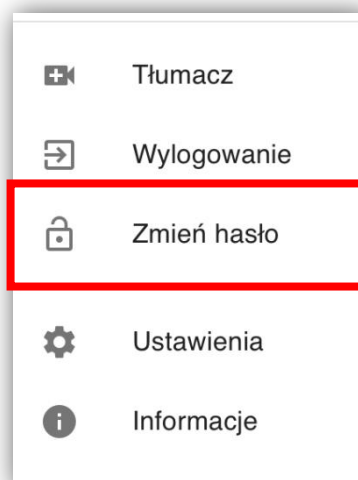 Tłumacz
Wylogowanie
Zmień hasło
Ustawienia
Informacje